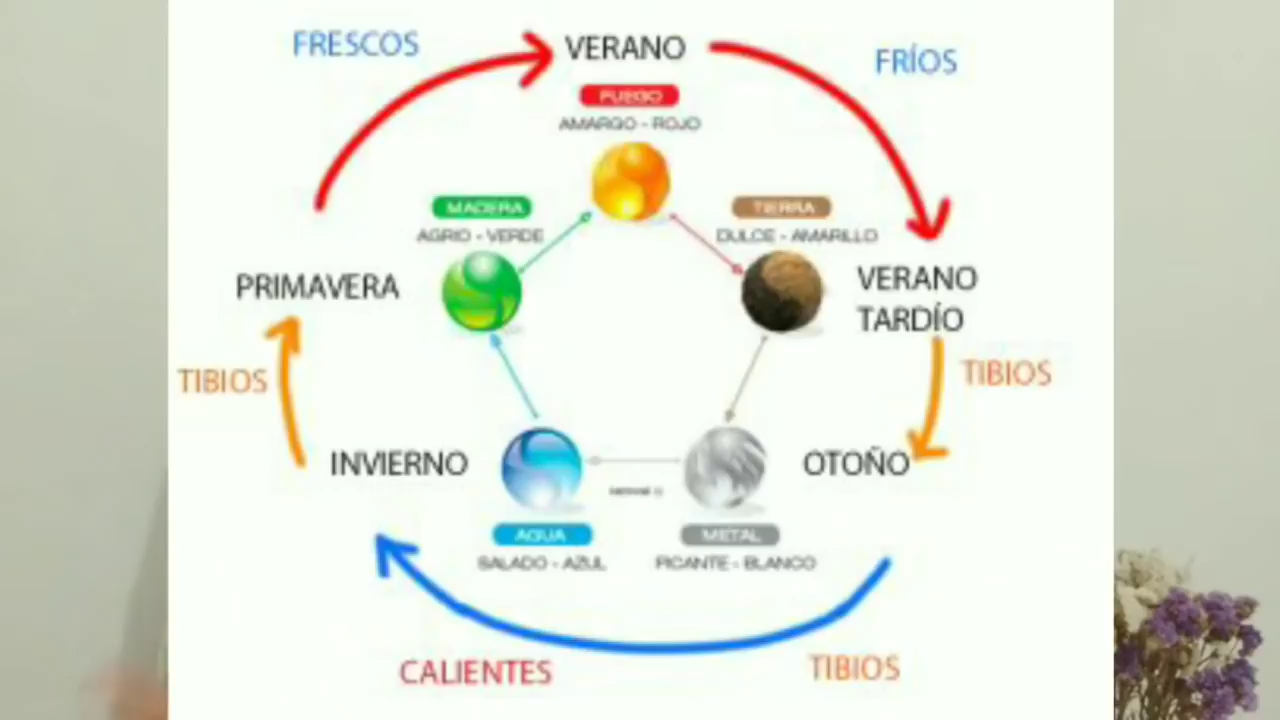 FRESCOS
VERANO
FRÍOS
FUEGO
AMARGO - ROJO
MADERA
AGRIO - VERDE
TIERRA
DULCE - AMARILLO
PRIMAVERA
VERANO
TARDÍO
TIBIOS
TIBIOS
INVIERNO
OTOÑO
AGUA
SALADO - AZUL
METAL
PICANTE - BLANCO
CALIENTES
TIBIOS